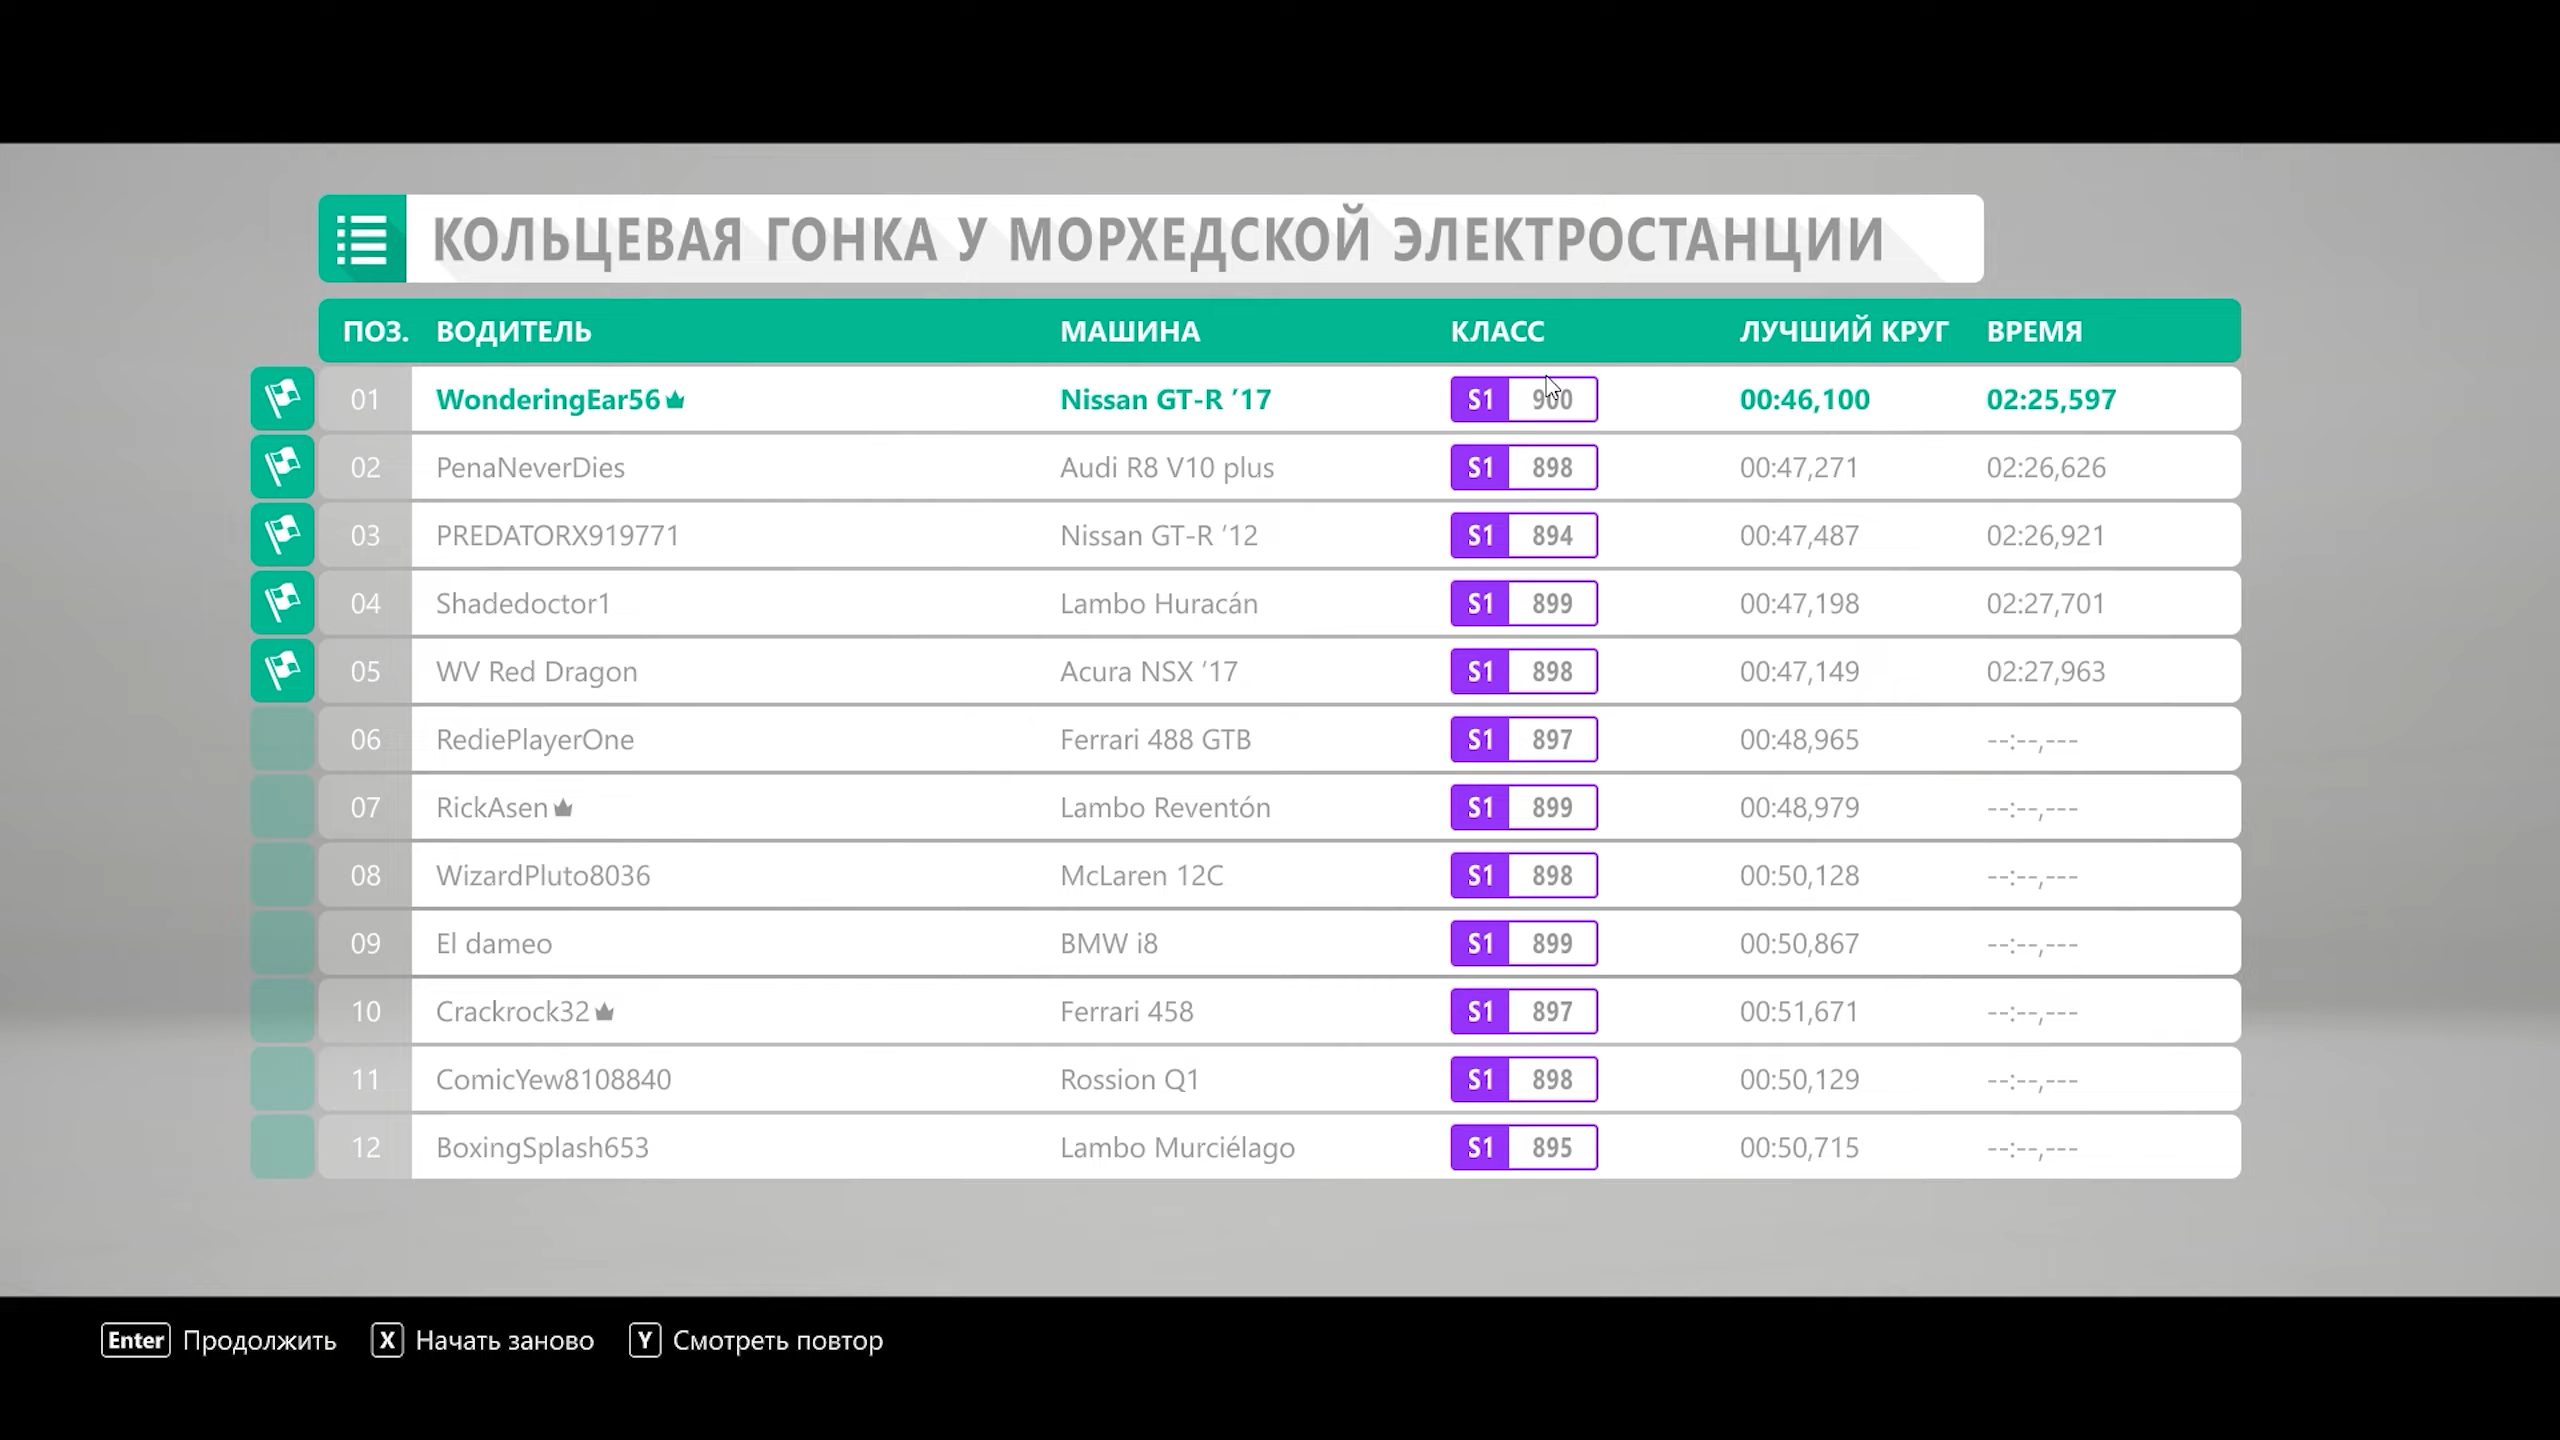 КОЛЬЦЕВАЯ ГОНКА У МОРХЕДСКОЙ ЭЛЕКТРОСТАНЦИИ
ПОЗ. ВОДИТЕЛЬ МАШИНА КЛАСС ЛУЧШИЙ КРУГ ВРЕМЯ
01 WonderingEar56 Nissan GT-R ’17 S1 900 00:46,100 02:25,597
02 PenaNeverDies Audi R8 V10 plus S1 898 00:47,271 02:26,626
03 PREDATORX919771 Nissan GT-R ’12 S1 894 00:47,487 02:26,921
04 Shadedoctor1 Lambo Huracán S1 899 00:47,198 02:27,701
05 WV Red Dragon Acura NSX ’17 S1 898 00:47,149 02:27,963
06 RediePlayerOne Ferrari 488 GTB S1 897 00:48,965 --:--,---
07 RickAsen Lambo Reventón S1 899 00:48,979 --:--,---
08 WizardPluto8036 McLaren 12C S1 898 00:50,128 --:--,---
09 El dameo BMW i8 S1 899 00:50,867 --:--,---
10 Crackrock32 Ferrari 458 S1 897 00:51,671 --:--,---
11 ComicYew8108840 Rossion Q1 S1 898 00:50,129 --:--,---
12 BoxingSplash653 Lambo Murciélago S1 895 00:50,715 --:--,---
Enter Продолжить X Начать заново Y Смотреть повтор